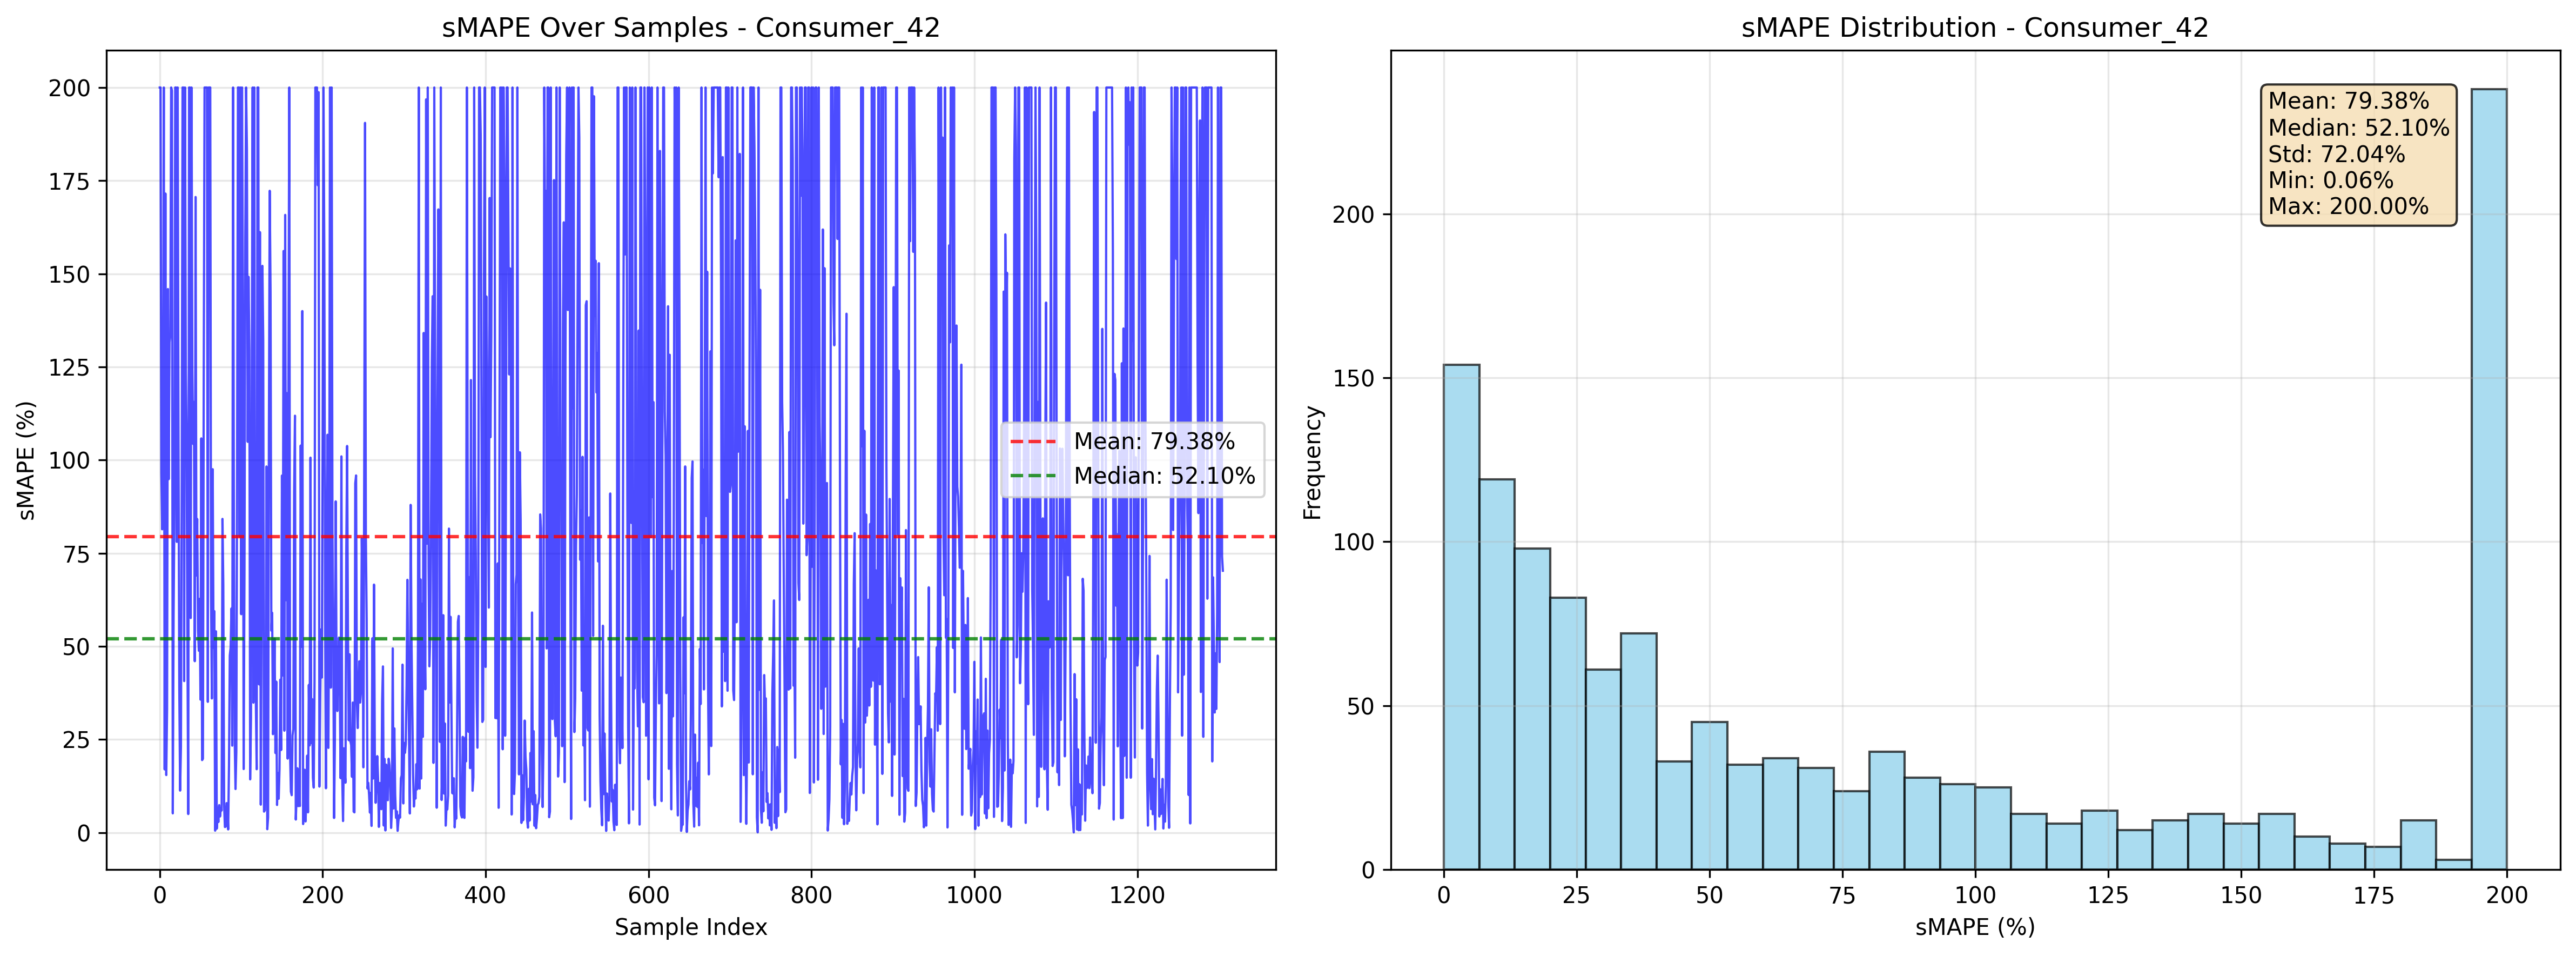 sMAPE Over Samples - Consumer_42
sMAPE (%)
200
175
150
125
100
75
50
25
0
Mean: 79.38%
Median: 52.10%
0 200 400 600 800 1000 1200
Sample Index
sMAPE Distribution - Consumer_42
Frequency
200
150
100
50
0
Mean: 79.38%
Median: 52.10%
Std: 72.04%
Min: 0.06%
Max: 200.00%
0 25 50 75 100 125 150 175 200
sMAPE (%)